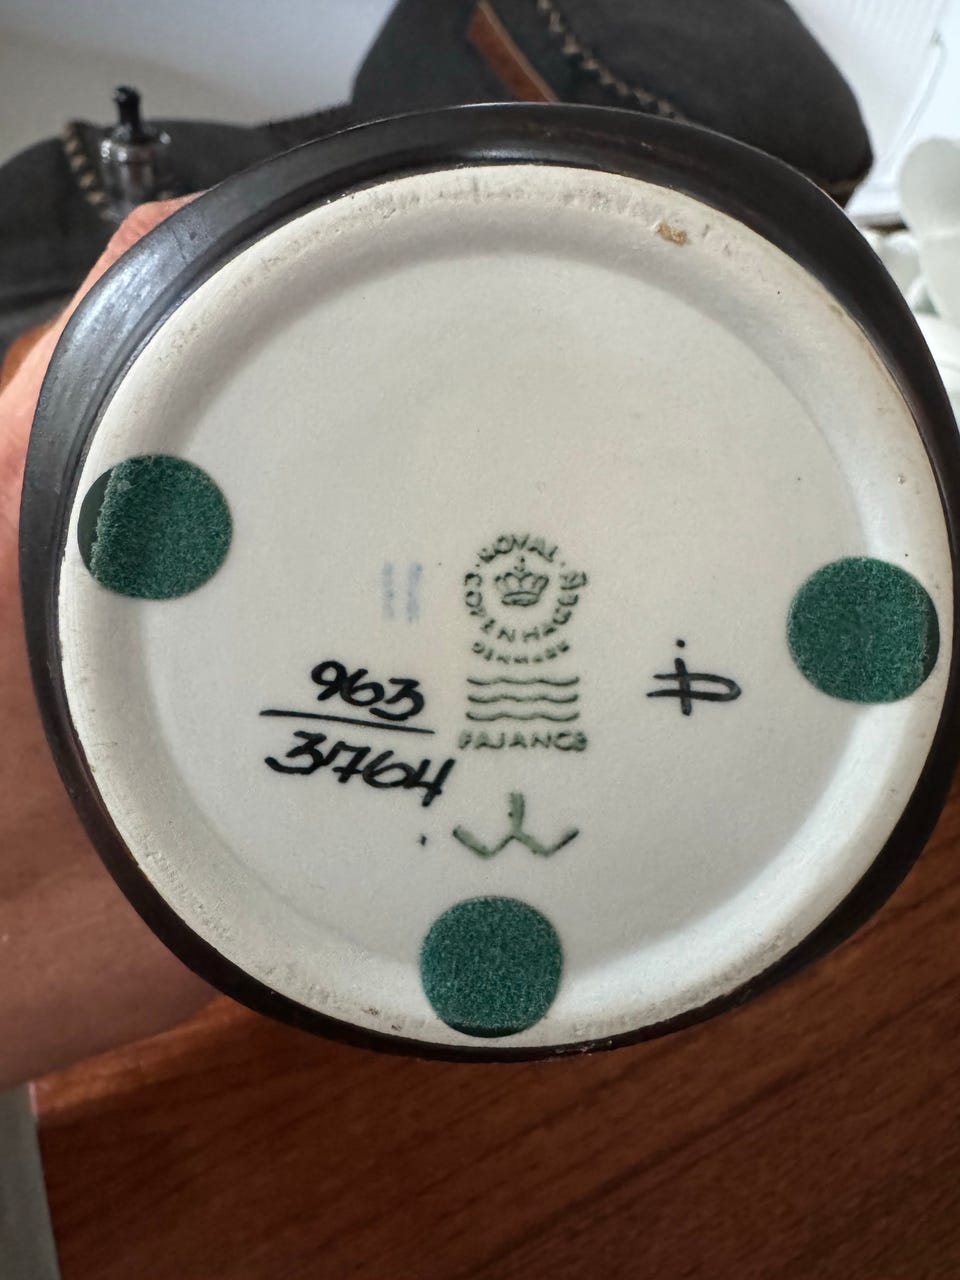 ROYAL COPENHAGEN
DENMARK
FAJANCE
963
3764